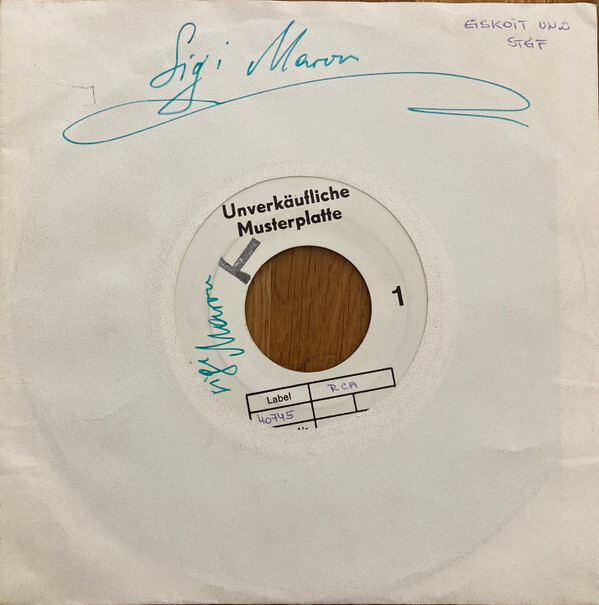 Sigi Maron
EISKOIT UND
STGF
Unverkäufliche
Musterplatte
1
Sigi Maron
Label RCA
40745